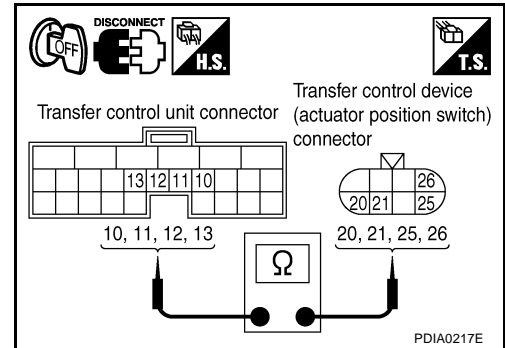 DISCONNECT
OFF
H.S.
T.S.
Transfer control unit connector
Transfer control device
(actuator position switch)
connector
13 12 11 10
26
20 21 25
10, 11, 12, 13
20, 21, 25, 26
Ω
PDIA0217E